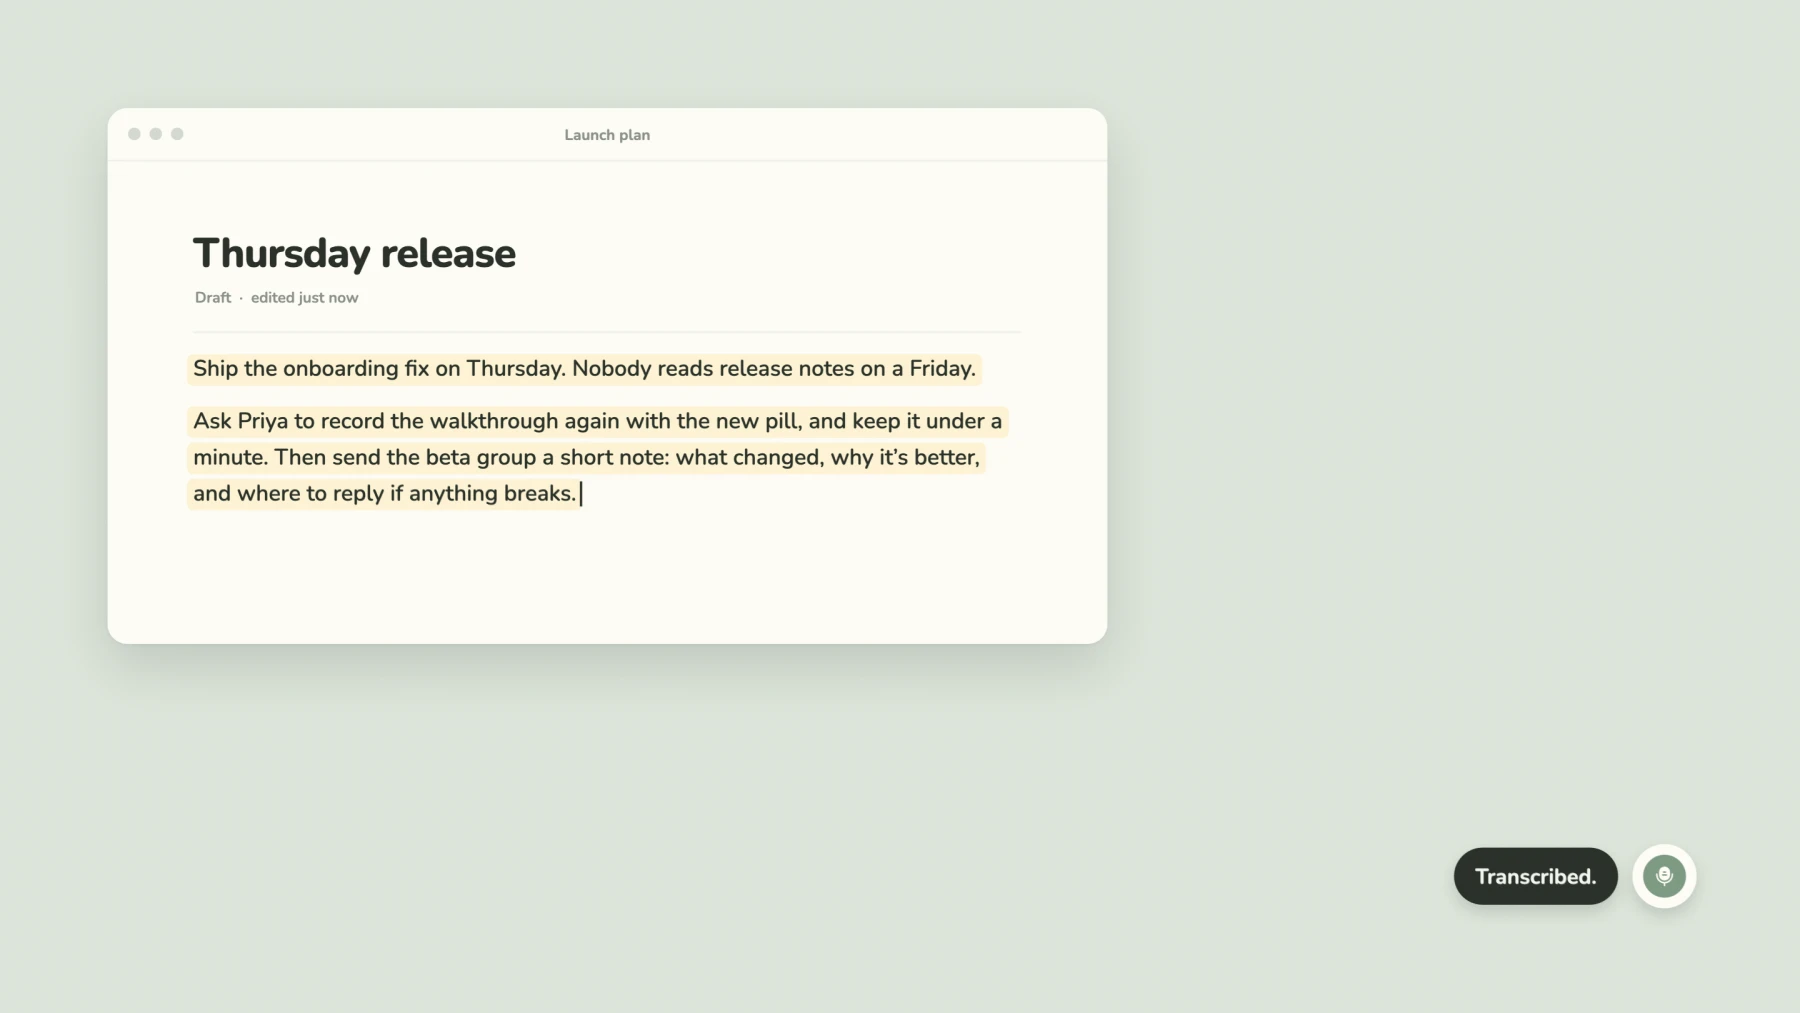 Launch plan
Thursday release
Draft · edited just now
Ship the onboarding fix on Thursday. Nobody reads release notes on a Friday.
Ask Priya to record the walkthrough again with the new pill, and keep it under a
minute. Then send the beta group a short note: what changed, why it’s better,
and where to reply if anything breaks.
Transcribed.